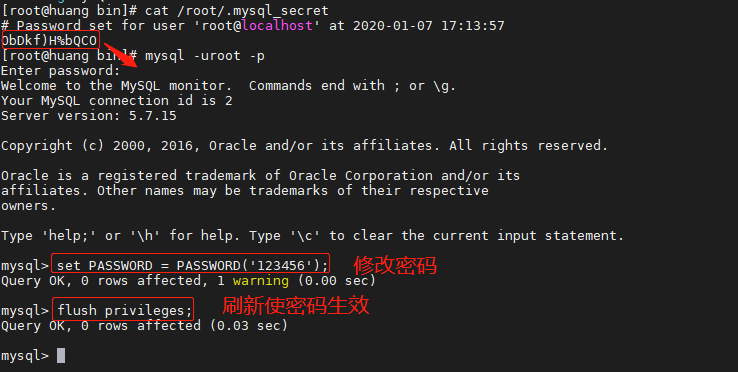 [root@huang bin]# cat /root/.mysql_secret
# Password set for user 'root@localhost' at 2020-01-07 17:13:57
ObDkf)H%bQCO
[root@huang bin]# mysql -uroot -p
Enter password:
Welcome to the MySQL monitor.  Commands end with ; or \g.
Your MySQL connection id is 2
Server version: 5.7.15
Copyright (c) 2000, 2016, Oracle and/or its affiliates. All rights reserved.
Oracle is a registered trademark of Oracle Corporation and/or its
affiliates. Other names may be trademarks of their respective
owners.
Type 'help;' or '\h' for help. Type '\c' to clear the current input statement.
mysql> set PASSWORD = PASSWORD('123456'); 修改密码
Query OK, 0 rows affected, 1 warning (0.00 sec)
mysql> flush privileges; 刷新使密码生效
Query OK, 0 rows affected (0.03 sec)
mysql>